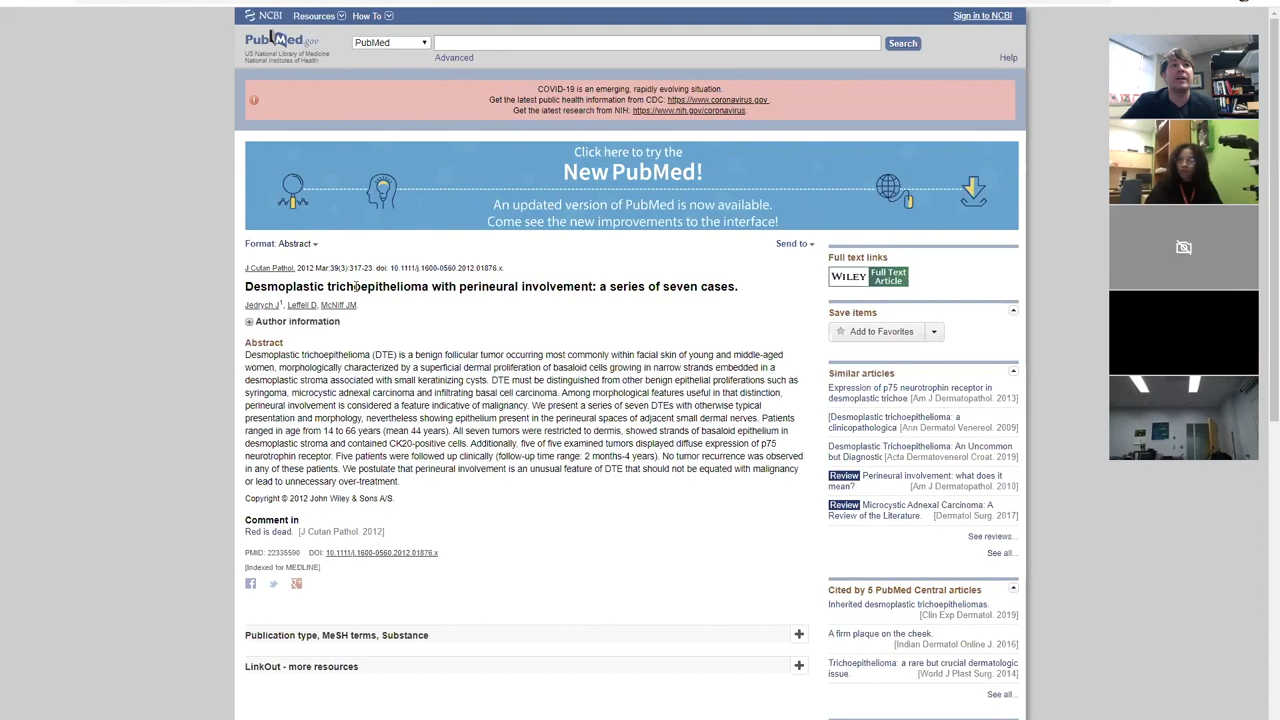 NCBI Resources How To Sign in to NCBI
PubMed.gov
US National Library of Medicine
National Institutes of Health
PubMed Search
Advanced Help
COVID-19 is an emerging, rapidly evolving situation.
Get the latest public health information from CDC: https://www.coronavirus.gov
Get the latest research from NIH: https://www.nih.gov/coronavirus.
Click here to try the
New PubMed!
An updated version of PubMed is now available.
Come see the new improvements to the interface!
Format: Abstract
Send to
J Cutan Pathol. 2012 Mar;39(3):317-23. doi: 10.1111/j.1600-0560.2012.01876.x.
Desmoplastic trichoepithelioma with perineural involvement: a series of seven cases.
Jedrych J1, Leffell D, McNiff JM.
Author information
Abstract
Desmoplastic trichoepithelioma (DTE) is a benign follicular tumor occurring most commonly within facial skin of young and middle-aged
women, morphologically characterized by a superficial dermal proliferation of basaloid cells growing in narrow strands embedded in a
desmoplastic stroma associated with small keratinizing cysts. DTE must be distinguished from other benign epithelial proliferations such as
syringoma, microcystic adnexal carcinoma and infiltrating basal cell carcinoma. Among morphological features useful in that distinction,
perineural involvement is considered a feature indicative of malignancy. We present a series of seven DTEs with otherwise typical
presentation and morphology, nevertheless showing epithelium present in the perineural spaces of adjacent small dermal nerves. Patients
ranged in age from 14 to 66 years (mean 44 years). All seven tumors were restricted to dermis, showed strands of basaloid epithelium in
desmoplastic stroma and contained CK20-positive cells. Additionally, five of five examined tumors displayed diffuse expression of p75
neurotrophin receptor. Five patients were followed up clinically (follow-up time range: 2 months-4 years). No tumor recurrence was observed
in any of these patients. We postulate that perineural involvement is an unusual feature of DTE that should not be equated with malignancy
or lead to unnecessary over-treatment.
Copyright © 2012 John Wiley & Sons A/S.
Comment in
Red is dead. [J Cutan Pathol. 2012]
PMID: 22335590 DOI: 10.1111/j.1600-0560.2012.01876.x
[Indexed for MEDLINE]
Publication type, MeSH terms, Substance
LinkOut - more resources
Full text links
WILEY Full Text Article
Save items
Add to Favorites
Similar articles
Expression of p75 neurotrophin receptor in
desmoplastic trichoe [Am J Dermatopathol. 2013]
[Desmoplastic trichoepithelioma: a
clinicopathologica [Ann Dermatol Venereol. 2009]
Desmoplastic Trichoepithelioma: An Uncommon
but Diagnostic [Acta Dermatovenerol Croat. 2019]
Review Perineural involvement: what does it
mean? [Am J Dermatopathol. 2010]
Review Microcystic Adnexal Carcinoma: A
Review of the Literature. [Dermatol Surg. 2017]
See reviews...
See all...
Cited by 5 PubMed Central articles
Inherited desmoplastic trichoepitheliomas.
[Clin Exp Dermatol. 2019]
A firm plaque on the cheek.
[Indian Dermatol Online J. 2016]
Trichoepithelioma: a rare but crucial dermatologic
issue. [World J Plast Surg. 2014]
See all...